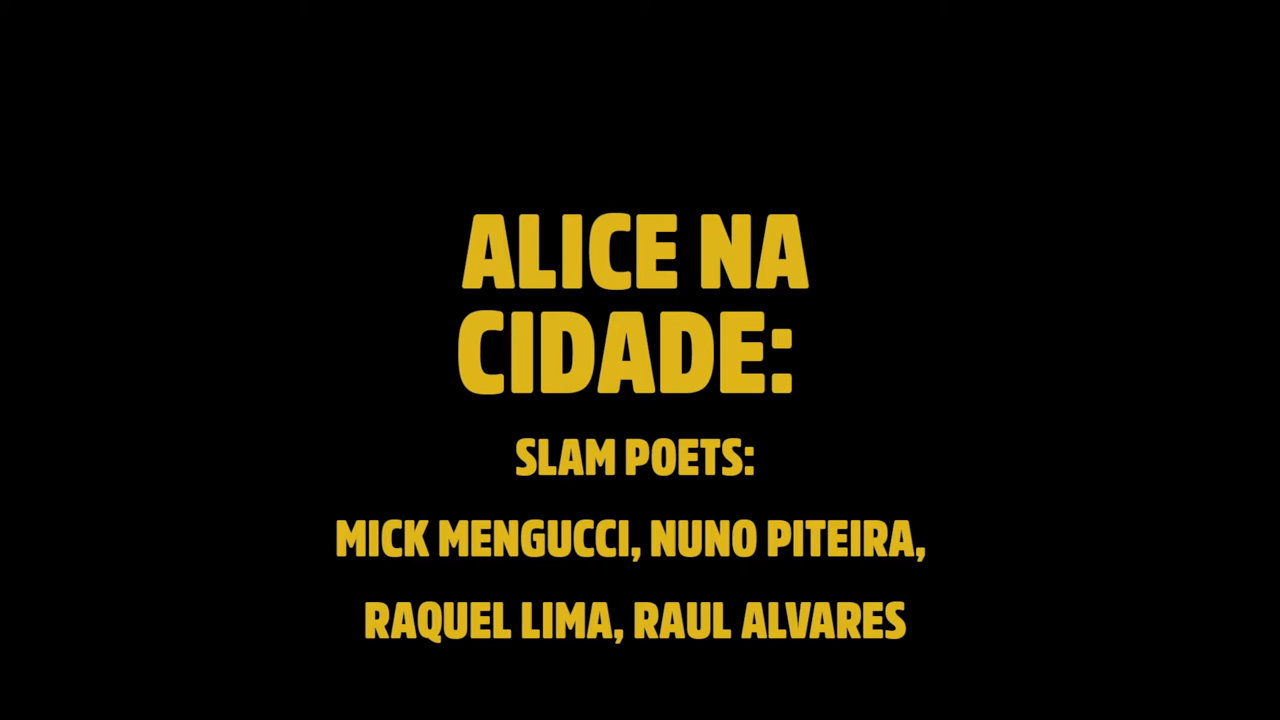 ALICE NA
CIDADE:
SLAM POETS:
MICK MENGUCCI, NUNO PITEIRA,
RAQUEL LIMA, RAUL ALVARES